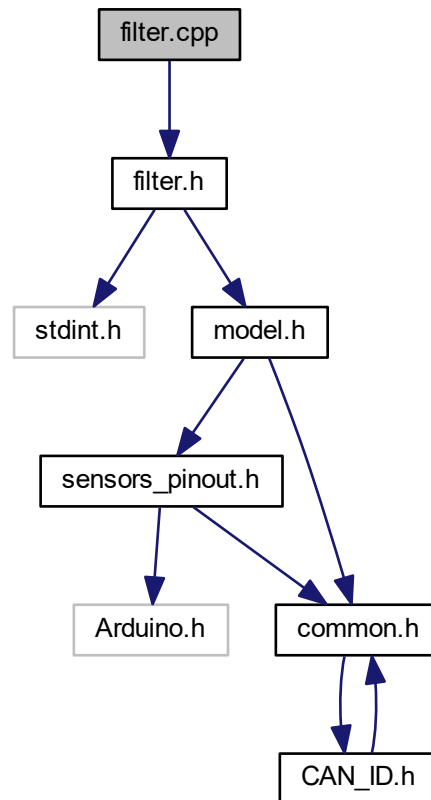 filter.cpp
filter.h
stdint.h
model.h
sensors_pinout.h
Arduino.h
common.h
CAN_ID.h